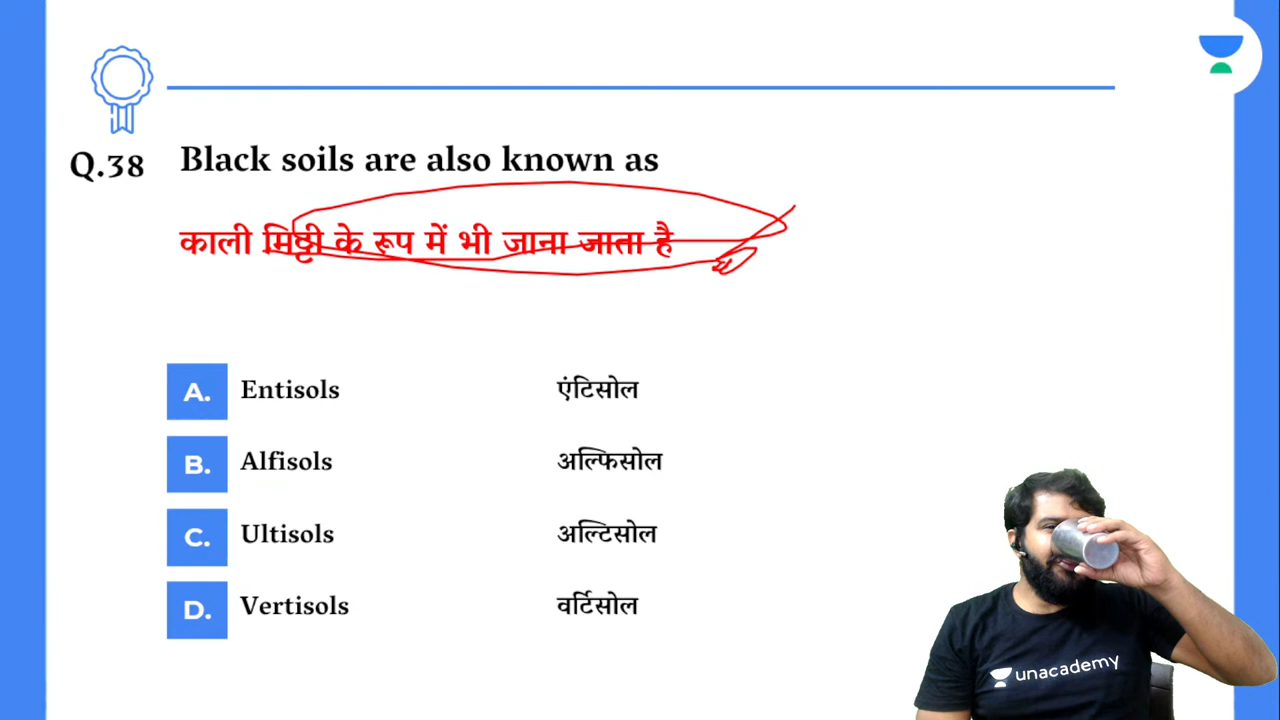 Q.38 Black soils are also known as
काली मिट्टी के रूप में भी जाना जाता है
A. Entisols एंटिसोल
B. Alfisols अल्फिसोल
C. Ultisols अल्टिसोल
D. Vertisols वर्टिसोल
unacademy